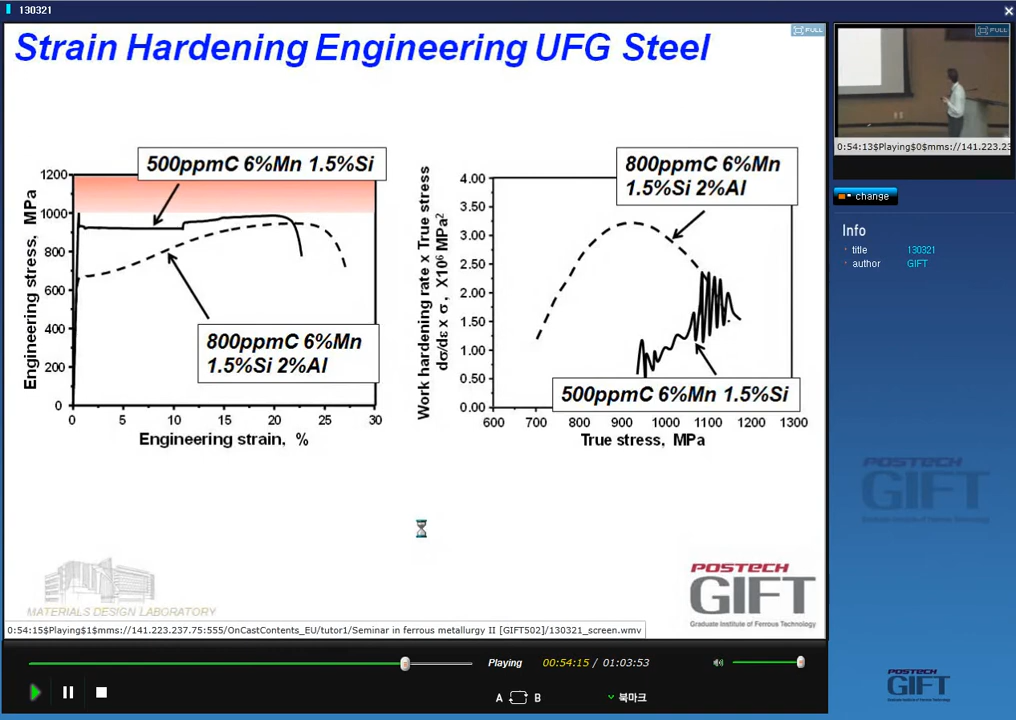 130321
FULL
Strain Hardening Engineering UFG Steel
500ppmC 6%Mn 1.5%Si
1200
1000
800
600
400
200
0
Engineering stress, MPa
800ppmC 6%Mn
1.5%Si 2%Al
0 5 10 15 20 25 30
Engineering strain, %
Work hardening rate x True stress
dσ/dε x σ, X10⁶ MPa²
800ppmC 6%Mn
1.5%Si 2%Al
4.00
3.50
3.00
2.50
2.00
1.50
1.00
0.50
0.00
500ppmC 6%Mn 1.5%Si
600 700 800 900 1000 1100 1200 1300
True stress, MPa
MATERIALS DESIGN LABORATORY
POSTECH
GIFT
Graduate Institute of Ferrous Technology
0:54:15$Playing$1$mms://141.223.237.75:555/OnCastContents_EU/tutor1/Seminar in ferrous metallurgy II [GIFT502]/130321_screen.wmv
Playing 00:54:15 / 01:03:53
A B 북마크
FULL
0:54:13$Playing$0$mms://141.223.23
change
Info
title 130321
author GIFT
POSTECH
GIFT
Graduate Institute of Ferrous Technology
POSTECH
GIFT